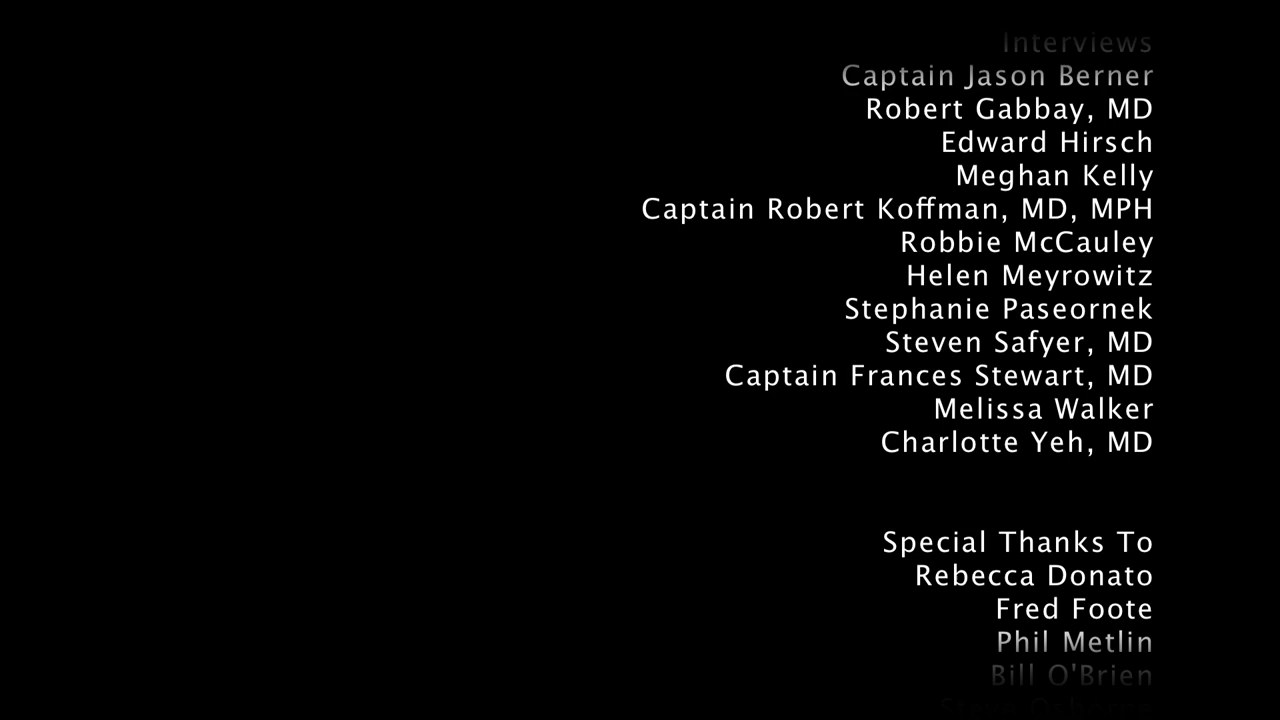 Interviews
Captain Jason Berner
Robert Gabbay, MD
Edward Hirsch
Meghan Kelly
Captain Robert Koffman, MD, MPH
Robbie McCauley
Helen Meyrowitz
Stephanie Paseornek
Steven Safyer, MD
Captain Frances Stewart, MD
Melissa Walker
Charlotte Yeh, MD
Special Thanks To
Rebecca Donato
Fred Foote
Phil Metlin
Bill O'Brien
Steve